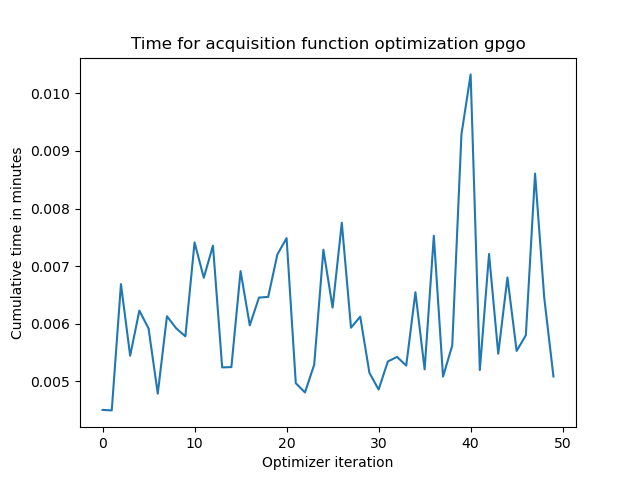 Time for acquisition function optimization gpgo
0.010
0.009
0.008
0.007
0.006
0.005
Cumulative time in minutes
0 10 20 30 40 50
Optimizer iteration